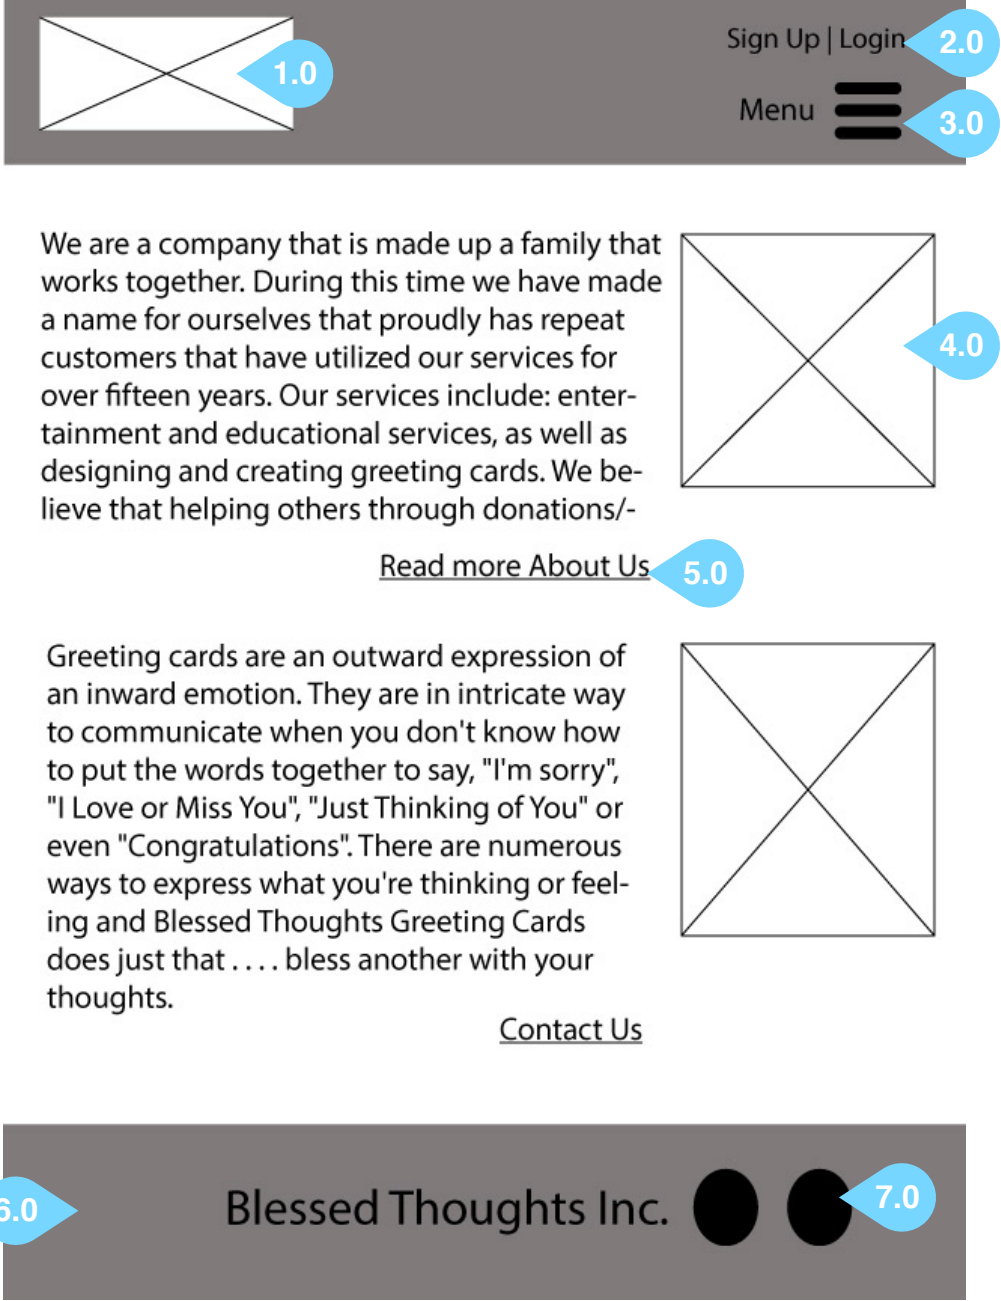 1.0
Sign Up | Login
2.0
Menu
3.0
We are a company that is made up a family that
works together. During this time we have made
a name for ourselves that proudly has repeat
customers that have utilized our services for
over fifteen years. Our services include: enter-
tainment and educational services, as well as
designing and creating greeting cards. We be-
lieve that helping others through donations/-
4.0
Read more About Us
5.0
Greeting cards are an outward expression of
an inward emotion. They are in intricate way
to communicate when you don't know how
to put the words together to say, "I'm sorry",
"I Love or Miss You", "Just Thinking of You" or
even "Congratulations". There are numerous
ways to express what you're thinking or feel-
ing and Blessed Thoughts Greeting Cards
does just that . . . . bless another with your
thoughts.
Contact Us
6.0
Blessed Thoughts Inc.
7.0